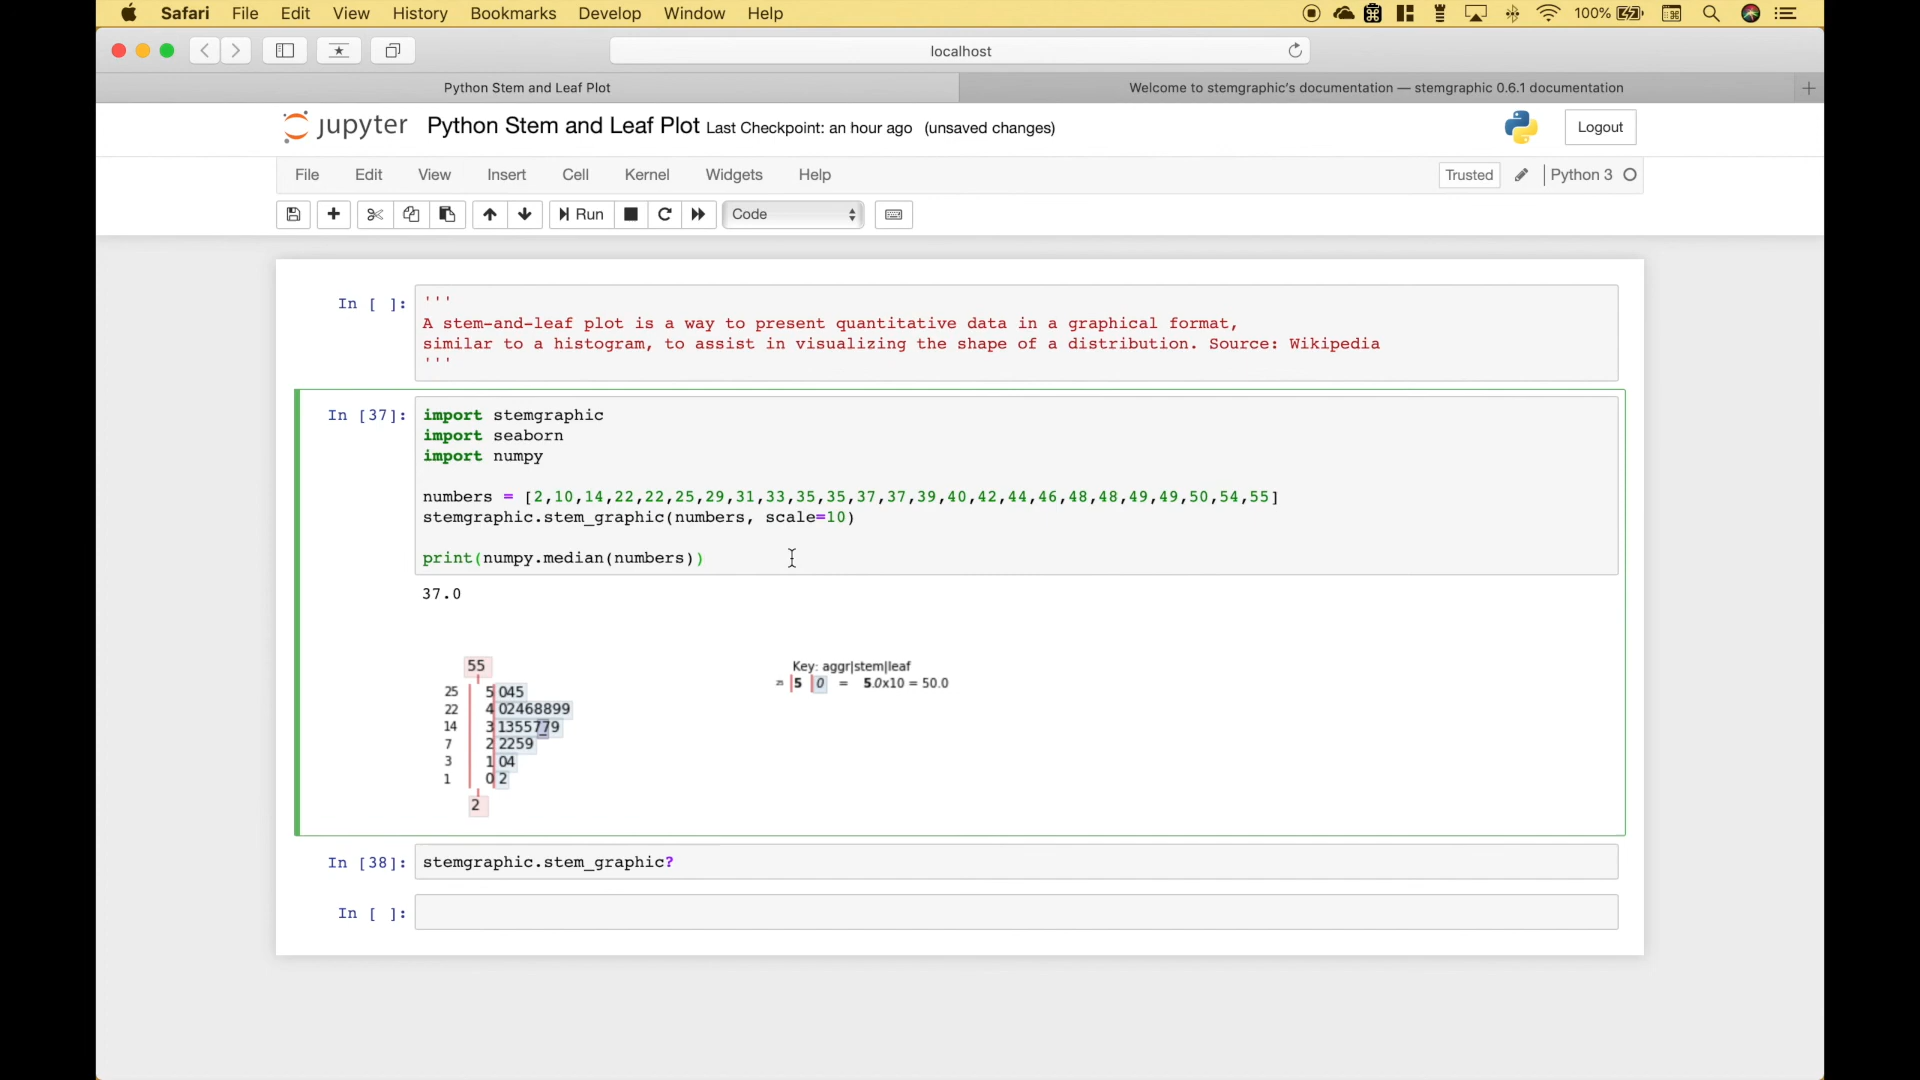 Safari File Edit View History Bookmarks Develop Window Help 100%
localhost
Python Stem and Leaf Plot Welcome to stemgraphic's documentation — stemgraphic 0.6.1 documentation
jupyter Python Stem and Leaf Plot Last Checkpoint: an hour ago (unsaved changes) Logout
File Edit View Insert Cell Kernel Widgets Help Trusted Python 3
Run Code
In [ ]: '''
A stem-and-leaf plot is a way to present quantitative data in a graphical format,
similar to a histogram, to assist in visualizing the shape of a distribution. Source: Wikipedia
'''
In [37]: import stemgraphic
import seaborn
import numpy
numbers = [2,10,14,22,22,25,29,31,33,35,35,37,37,39,40,42,44,46,48,48,49,49,50,54,55]
stemgraphic.stem_graphic(numbers, scale=10)
print(numpy.median(numbers))
37.0
55
25 5 045
22 4 02468899
14 3 1355779
7 2 2259
3 1 04
1 0 2
2
Key: aggr|stem|leaf
25 5 0 = 5.0x10 = 50.0
In [38]: stemgraphic.stem_graphic?
In [ ]: